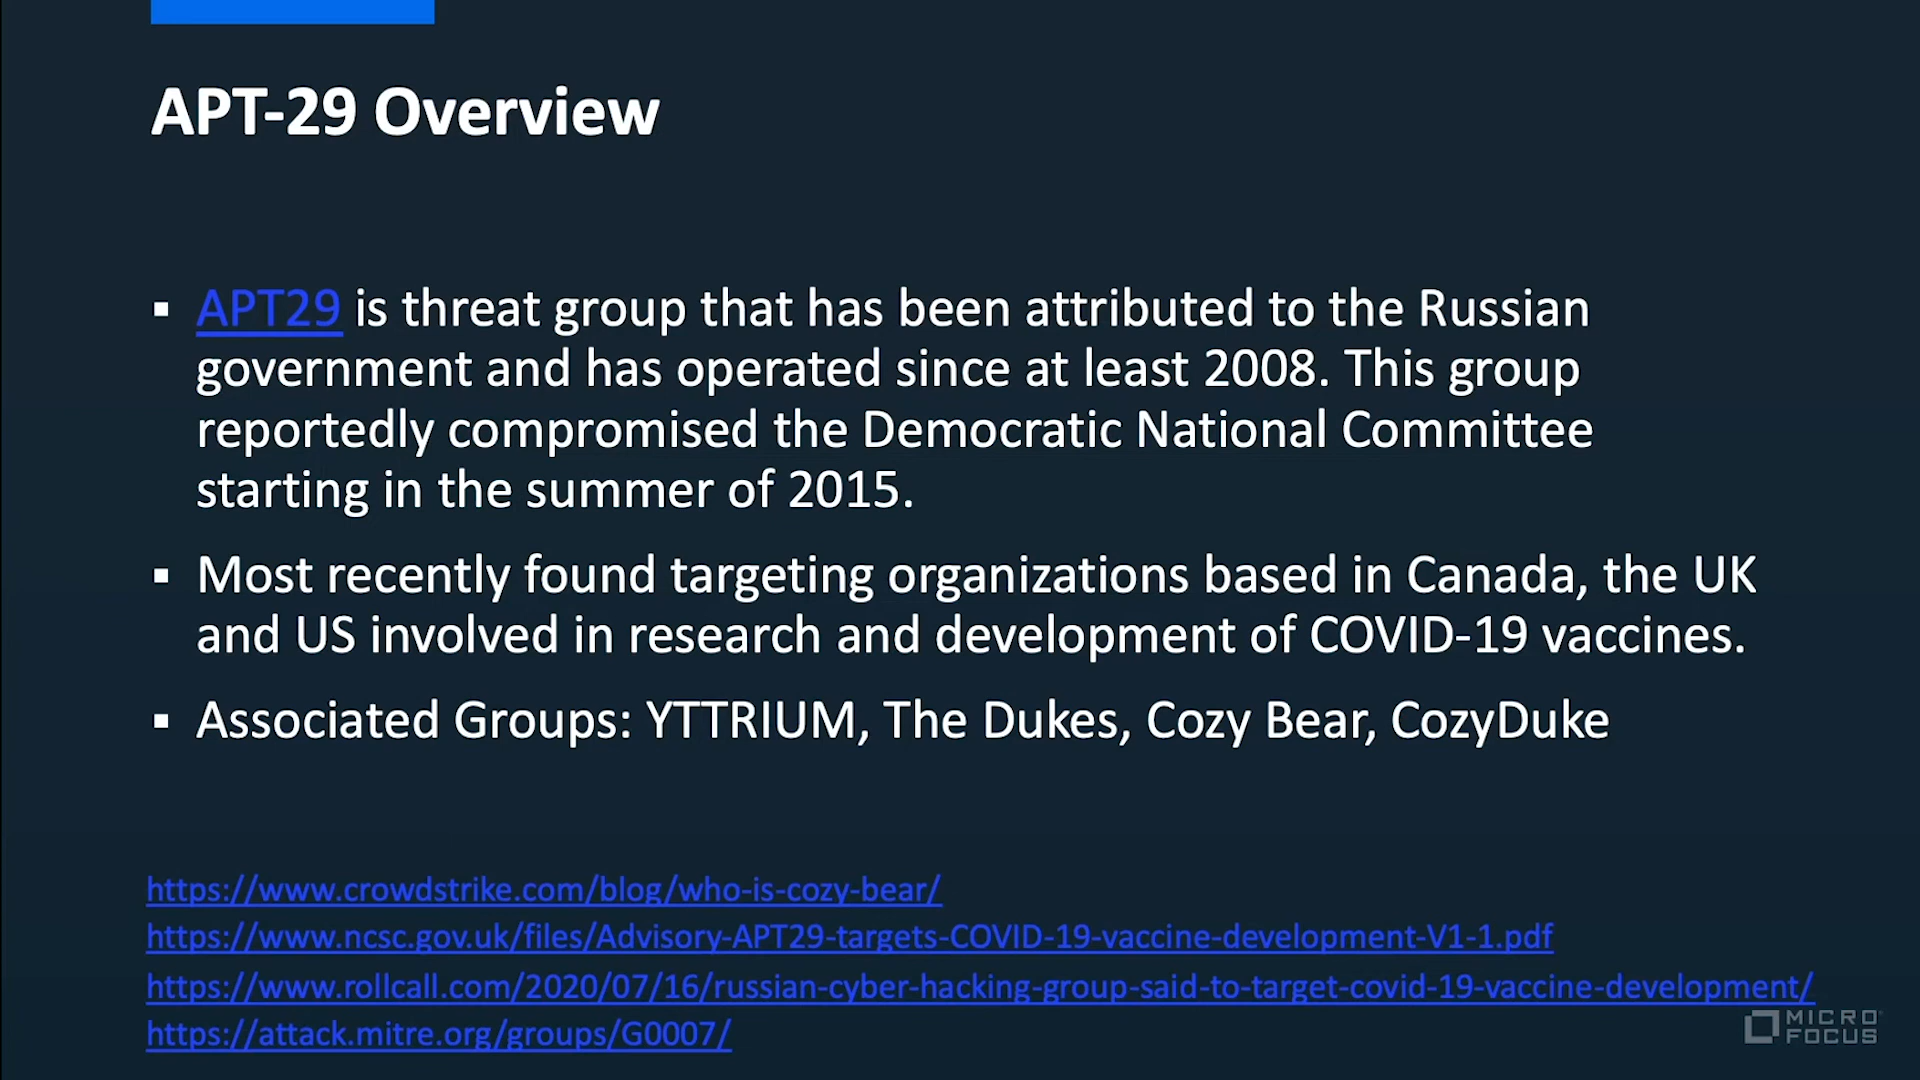 APT-29 Overview
▪ APT29 is threat group that has been attributed to the Russian
government and has operated since at least 2008. This group
reportedly compromised the Democratic National Committee
starting in the summer of 2015.
▪ Most recently found targeting organizations based in Canada, the UK
and US involved in research and development of COVID-19 vaccines.
▪ Associated Groups: YTTRIUM, The Dukes, Cozy Bear, CozyDuke
https://www.crowdstrike.com/blog/who-is-cozy-bear/
https://www.ncsc.gov.uk/files/Advisory-APT29-targets-COVID-19-vaccine-development-V1-1.pdf
https://www.rollcall.com/2020/07/16/russian-cyber-hacking-group-said-to-target-covid-19-vaccine-development/
https://attack.mitre.org/groups/G0007/
MICRO
FOCUS